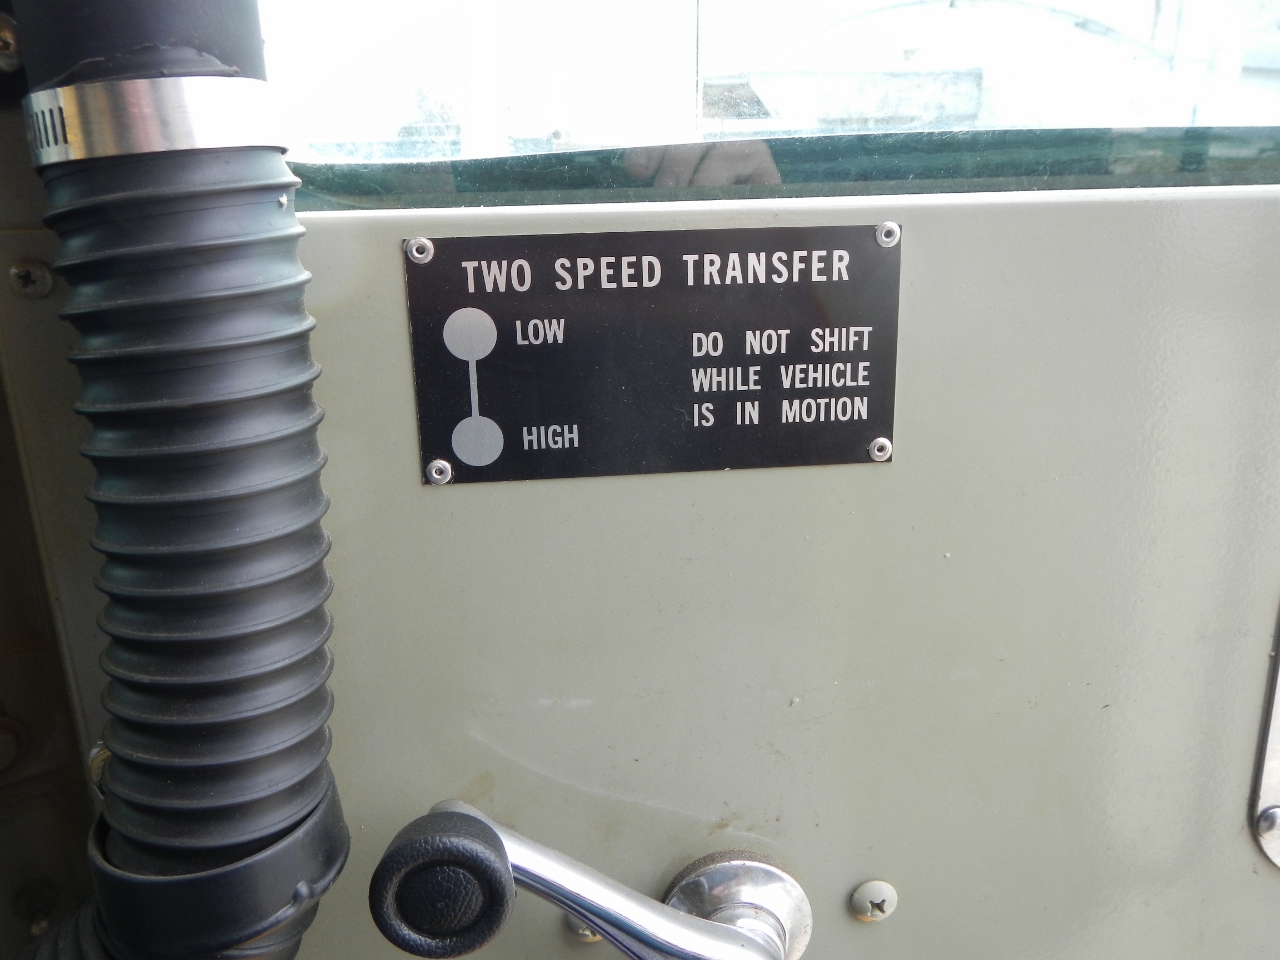 TWO SPEED TRANSFER
LOW
HIGH
DO NOT SHIFT
WHILE VEHICLE
IS IN MOTION